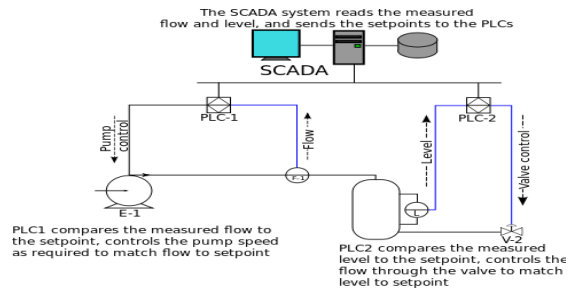 The SCADA system reads the measured
flow and level, and sends the setpoints to the PLCs
SCADA
PLC-1
PLC-2
Pump
control
Flow
Level
Valve control
F-1
E-1
L
V-2
PLC1 compares the measured flow to
the setpoint, controls the pump speed
as required to match flow to setpoint
PLC2 compares the measured
level to the setpoint, controls the
flow through the valve to match
level to setpoint